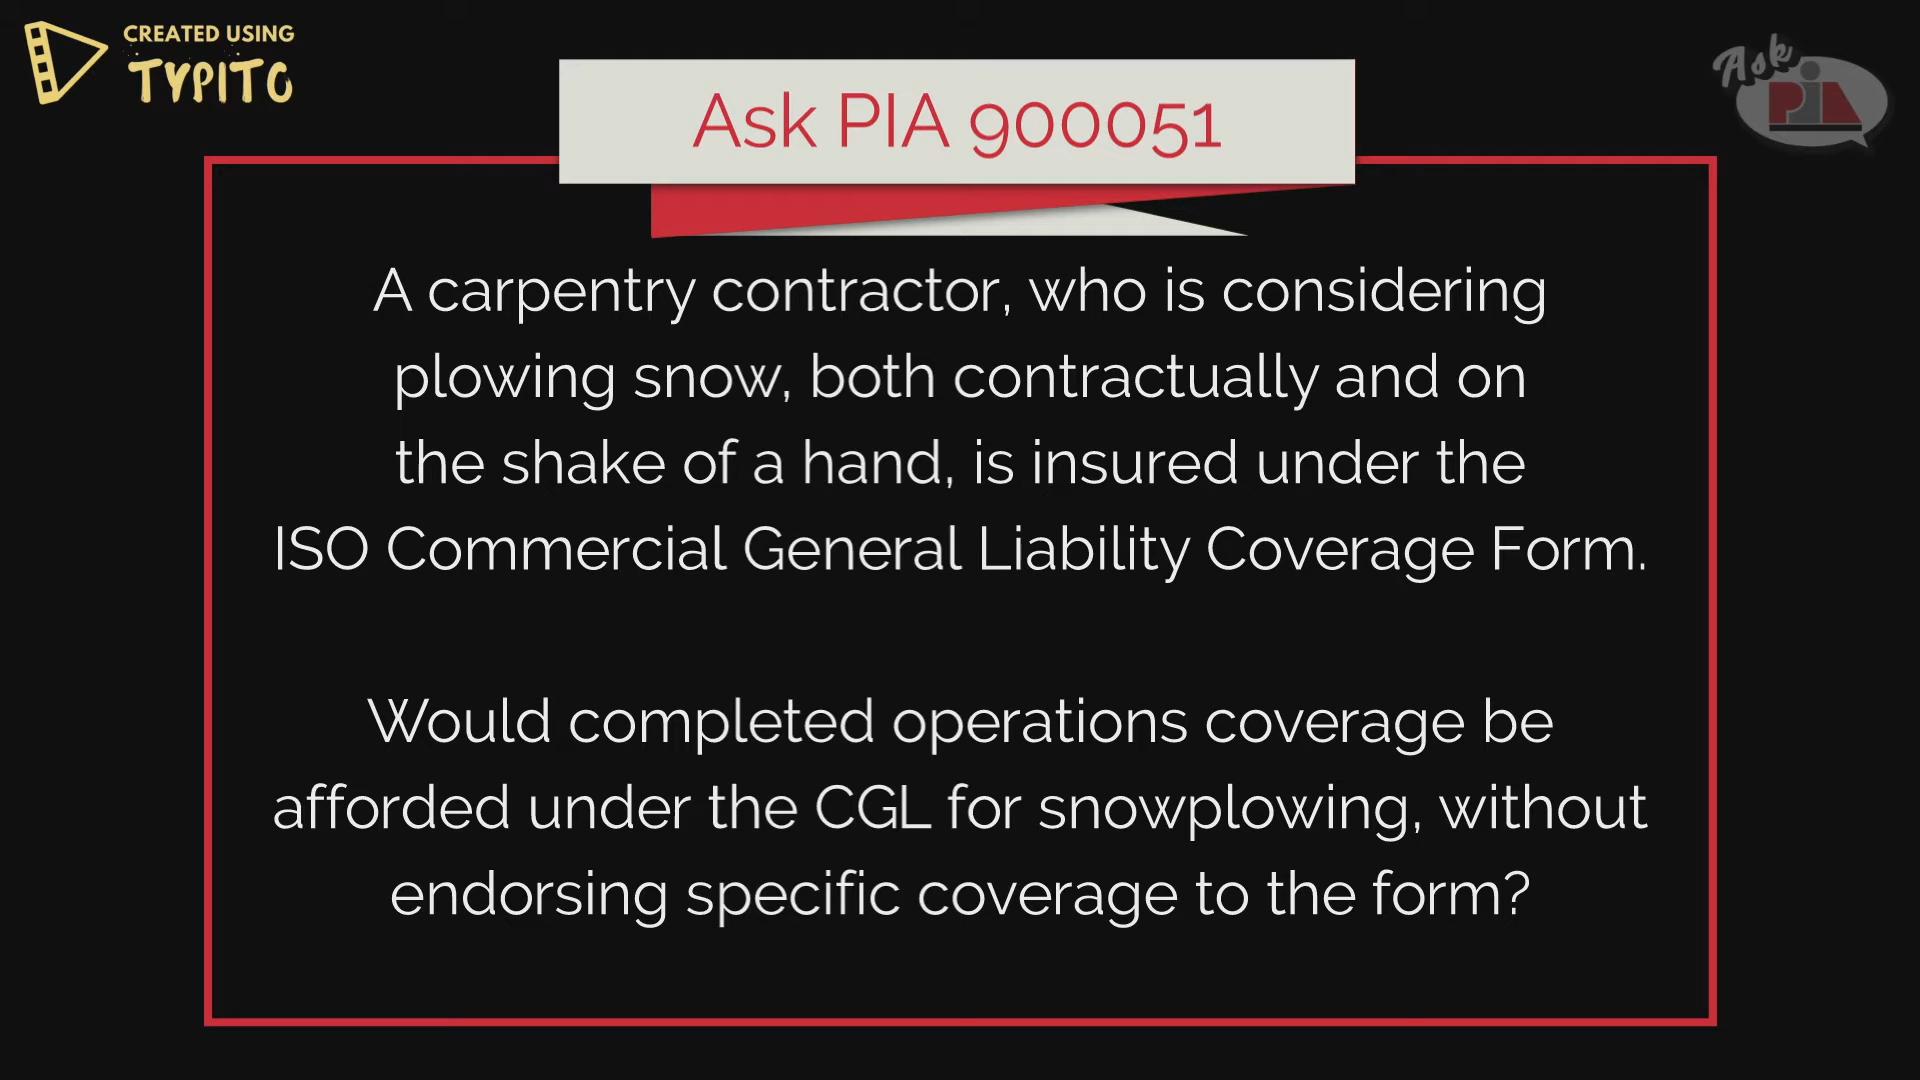 CREATED USING
TYPITO
Ask
PIA
Ask PIA 900051
A carpentry contractor, who is considering
plowing snow, both contractually and on
the shake of a hand, is insured under the
ISO Commercial General Liability Coverage Form.
Would completed operations coverage be
afforded under the CGL for snowplowing, without
endorsing specific coverage to the form?